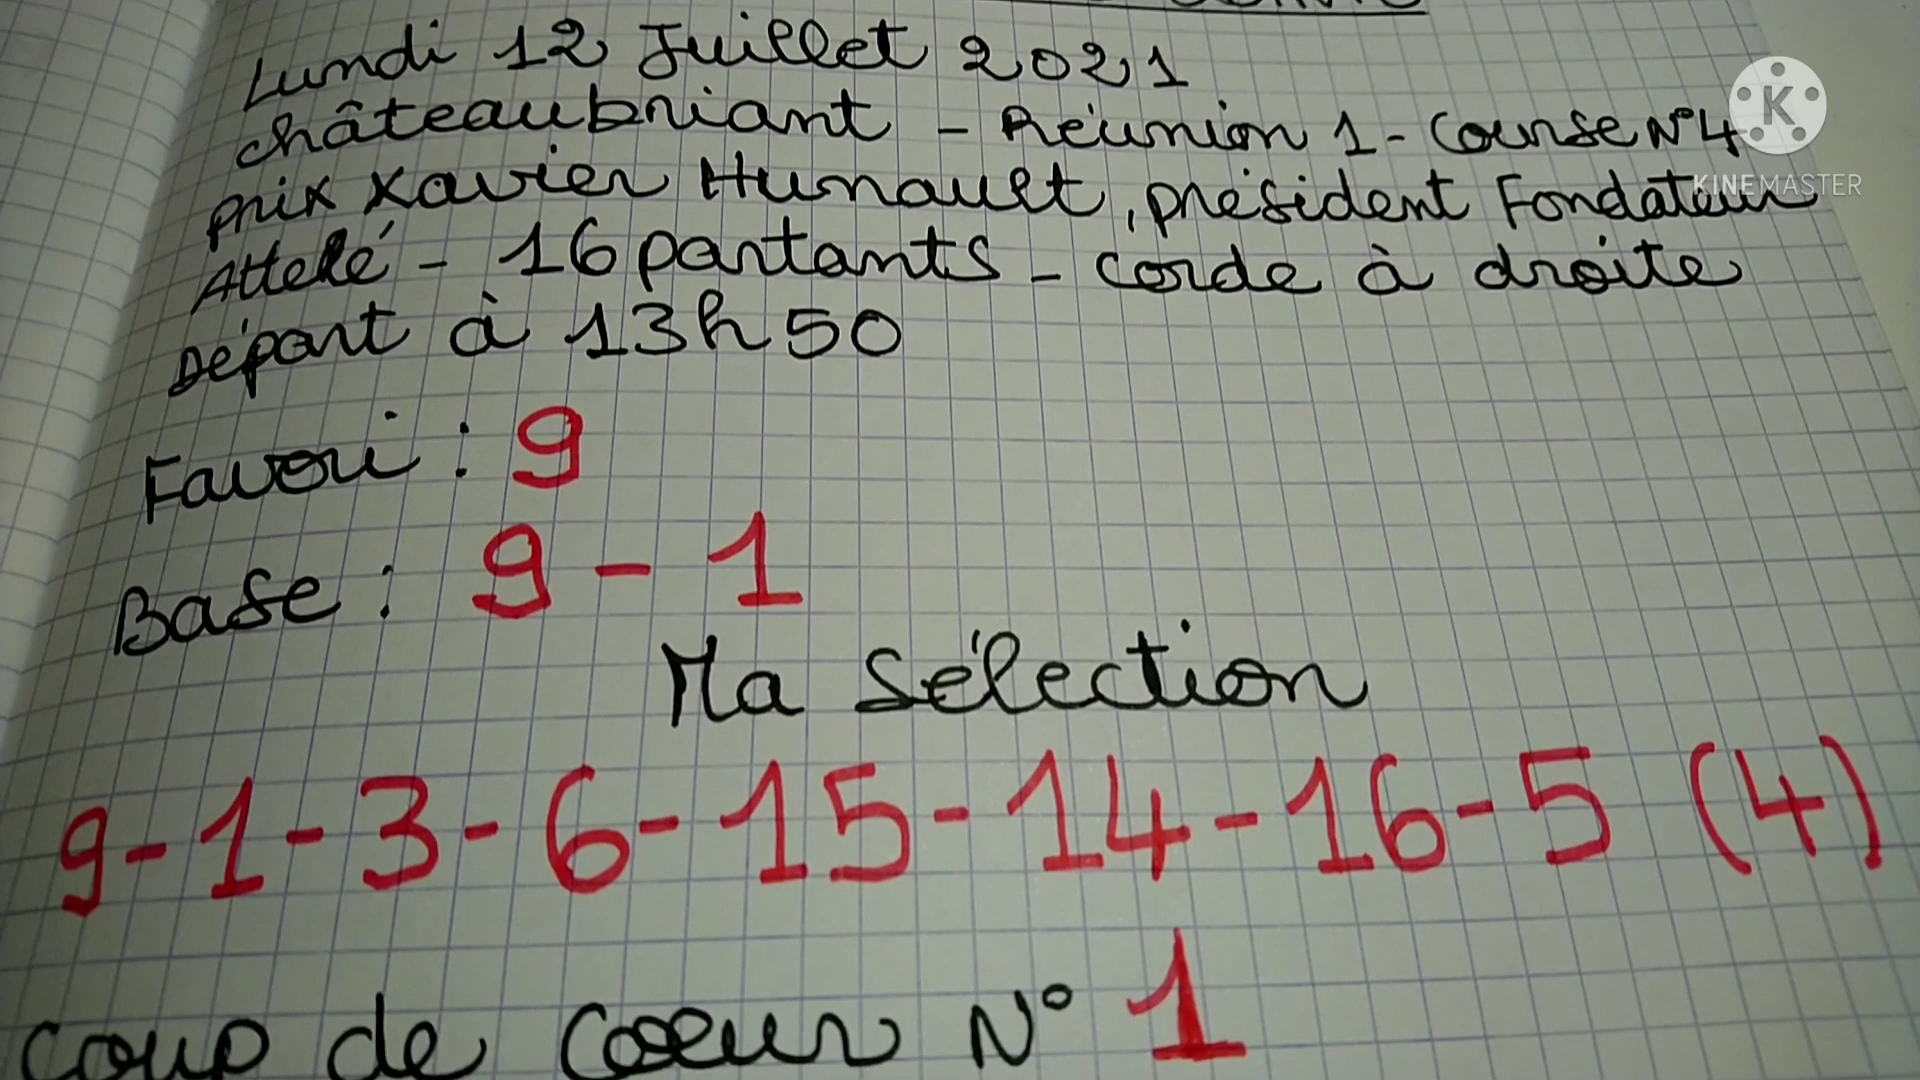 Lundi 12 Juillet 2021
châteaubriant - Réunion 1 - Course N°4
prix Xavier Hunault, président Fondateur
Attelé - 16 partants - corde à droite
Départ à 13h50
Favori : 9
Base : 9 - 1
Ma sélection
9-1-3-6-15-14-16-5 (4)
coup de coeur N° 1
K
KINEMASTER